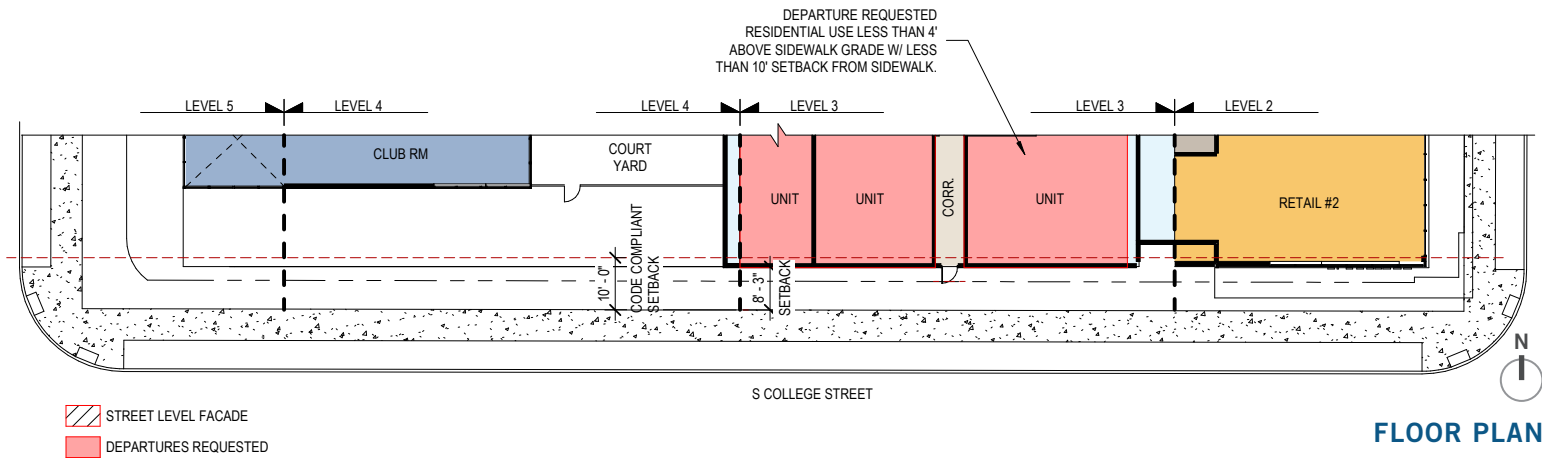 DEPARTURE REQUESTED
RESIDENTIAL USE LESS THAN 4'
ABOVE SIDEWALK GRADE W/ LESS
THAN 10' SETBACK FROM SIDEWALK.
LEVEL 5
LEVEL 4
LEVEL 4
LEVEL 3
LEVEL 3
LEVEL 2
CLUB RM
COURT
YARD
UNIT
UNIT
CORR.
UNIT
RETAIL #2
10' - 0"
CODE COMPLIANT
SETBACK
8' - 3"
SETBACK
S COLLEGE STREET
N
STREET LEVEL FACADE
DEPARTURES REQUESTED
FLOOR PLAN